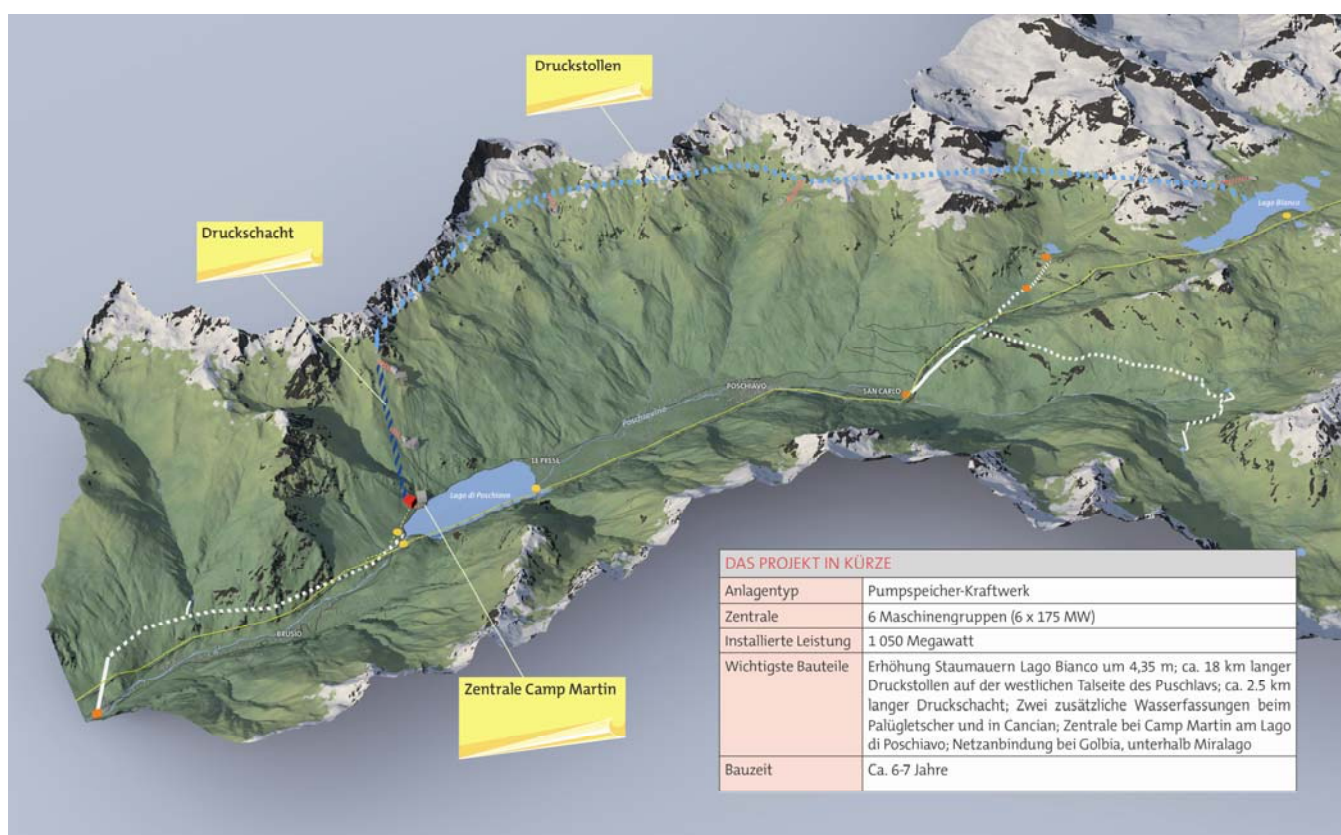 Druckstollen
Druckschacht
Lago Bianco
POSCHIAVO
SAN CARLO
Poschiavino
LE PRESE
Lago di Poschiavo
BRUSIO
Zentrale Camp Martin
DAS PROJEKT IN KÜRZE
Anlagentyp Pumpspeicher-Kraftwerk
Zentrale 6 Maschinengruppen (6 x 175 MW)
Installierte Leistung 1 050 Megawatt
Wichtigste Bauteile Erhöhung Staumauern Lago Bianco um 4,35 m; ca. 18 km langer
Druckstollen auf der westlichen Talseite des Puschlavs; ca. 2.5 km
langer Druckschacht; Zwei zusätzliche Wasserfassungen beim
Palügletscher und in Cancian; Zentrale bei Camp Martin am Lago
di Poschiavo; Netzanbindung bei Golbia, unterhalb Miralago
Bauzeit Ca. 6-7 Jahre